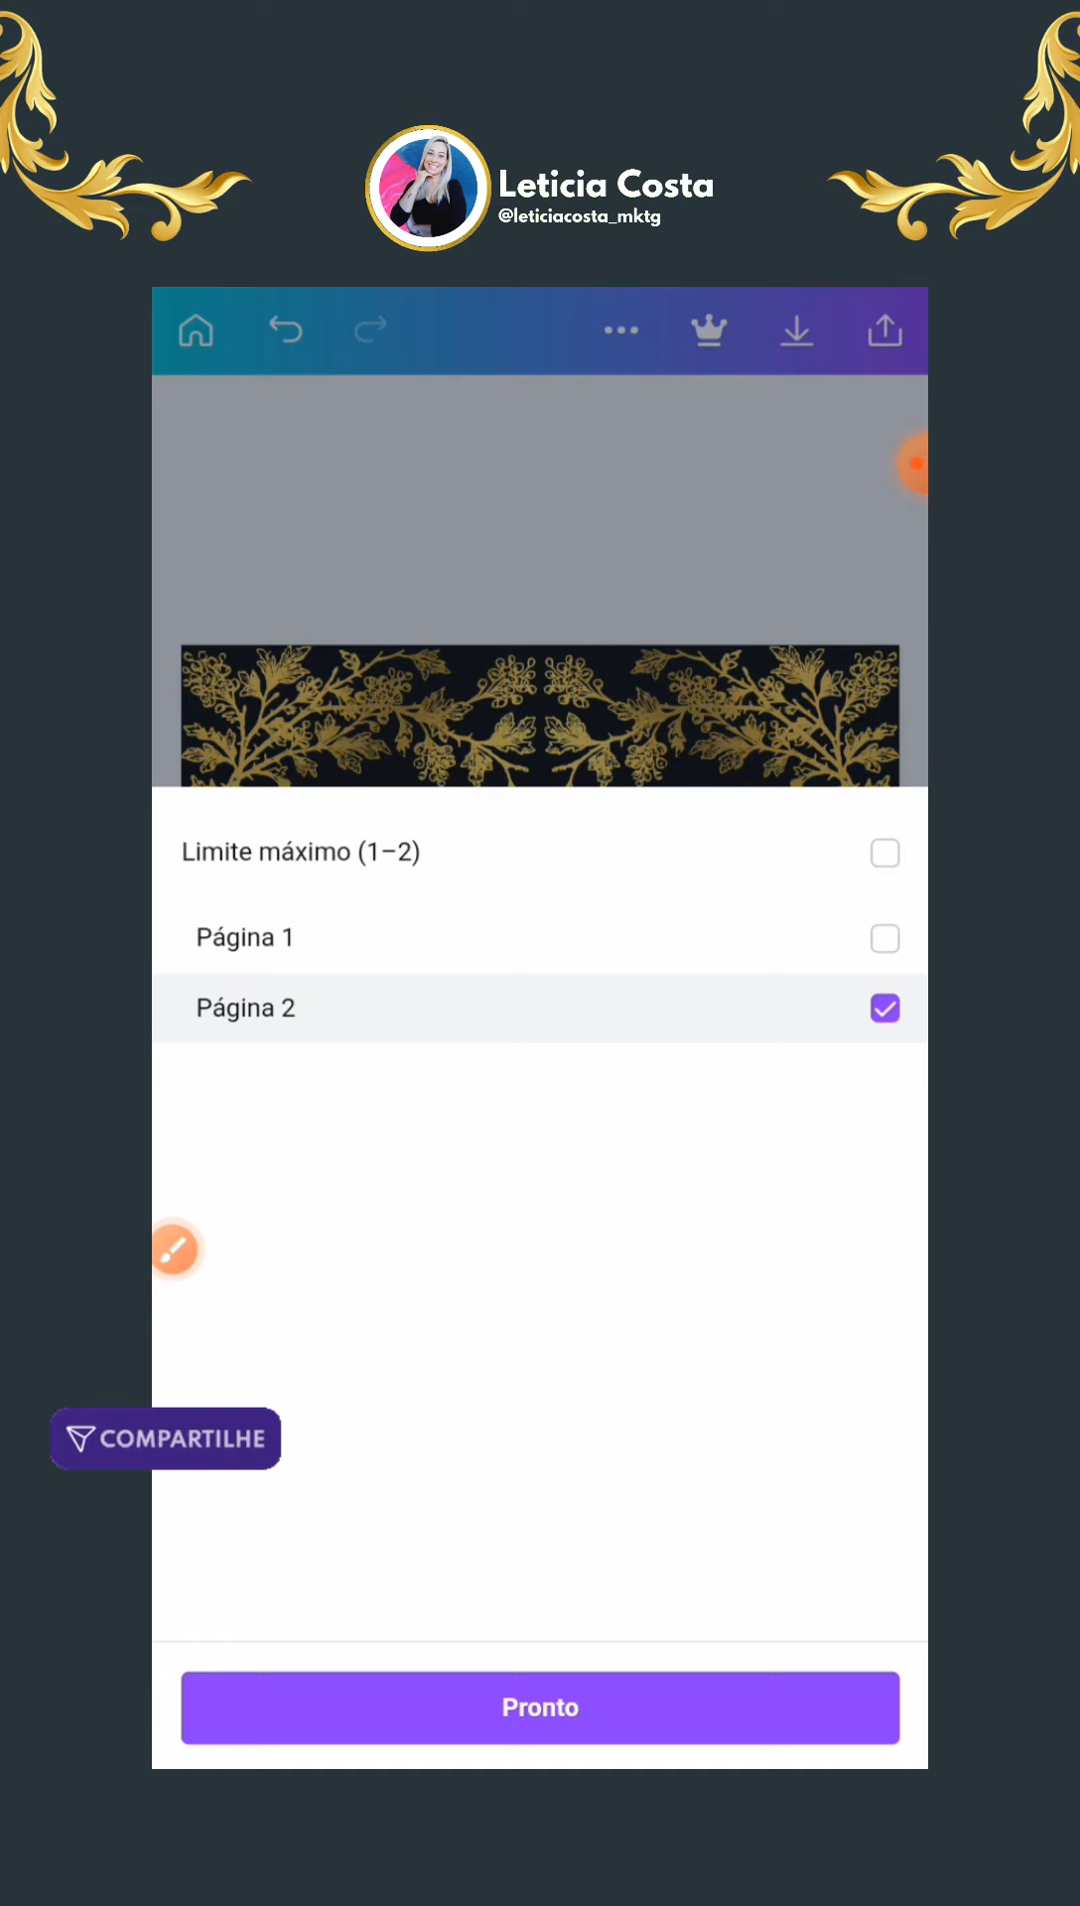 Leticia Costa
@leticiacosta_mktg
Limite máximo (1–2)
Página 1
Página 2
COMPARTILHE
Pronto